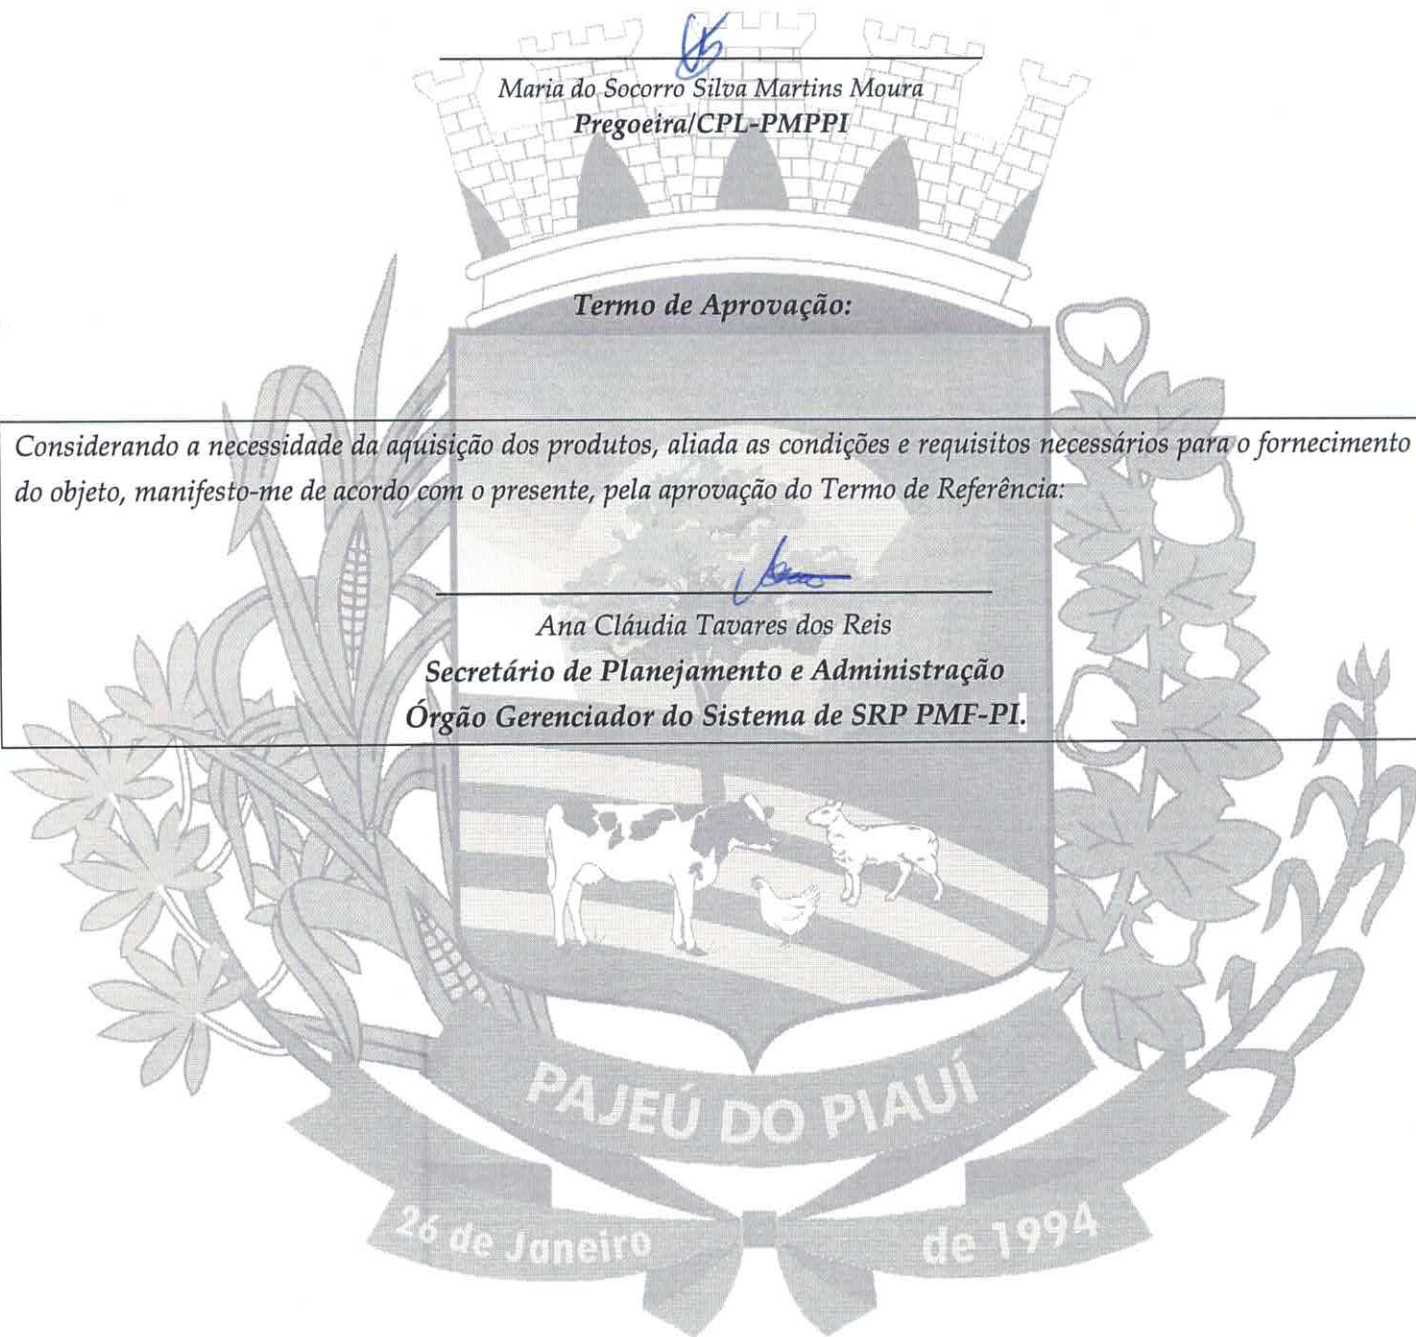 Maria do Socorro Silva Martins Moura
Pregoeira/CPL-PMPPI
Termo de Aprovação:
Considerando a necessidade da aquisição dos produtos, aliada as condições e requisitos necessários para o fornecimento
do objeto, manifesto-me de acordo com o presente, pela aprovação do Termo de Referência:
Ana Cláudia Tavares dos Reis
Secretário de Planejamento e Administração
Órgão Gerenciador do Sistema de SRP PMF-PI.
PAJEÚ DO PIAUÍ
26 de Janeiro de 1994